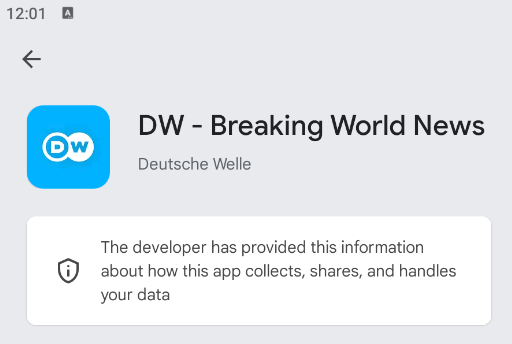 12:01 A
DW - Breaking World News
DW
Deutsche Welle
The developer has provided this information
about how this app collects, shares, and handles
your data